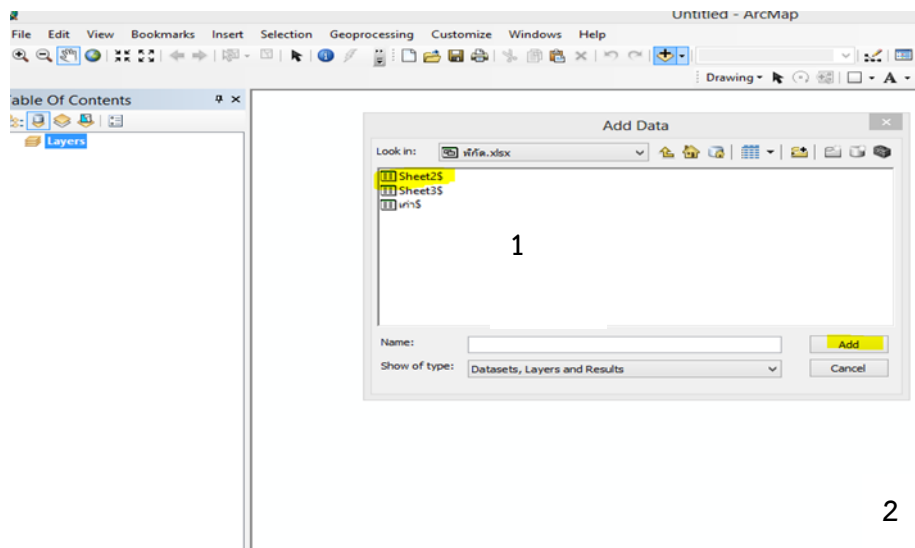 Untitled - ArcMap
File Edit View Bookmarks Insert Selection Geoprocessing Customize Windows Help
Drawing A
Table Of Contents
Layers
Add Data
Look in: พิกัด.xlsx
Sheet2$
Sheet3$
เก่า$
1
Name:
Add
Show of type: Datasets, Layers and Results
Cancel
2